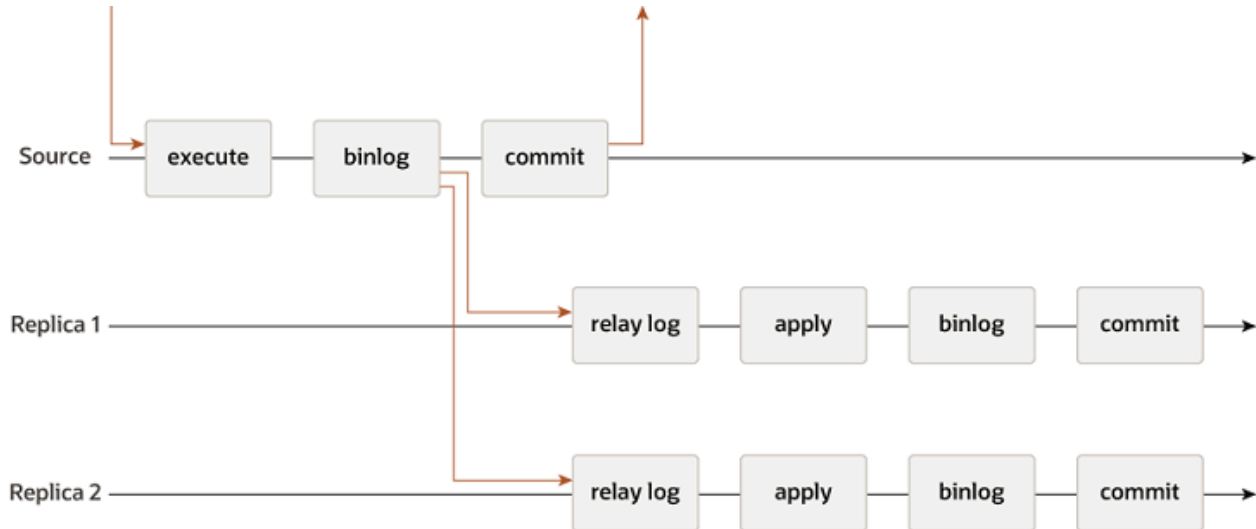 Source execute binlog commit
Replica 1 relay log apply binlog commit
Replica 2 relay log apply binlog commit